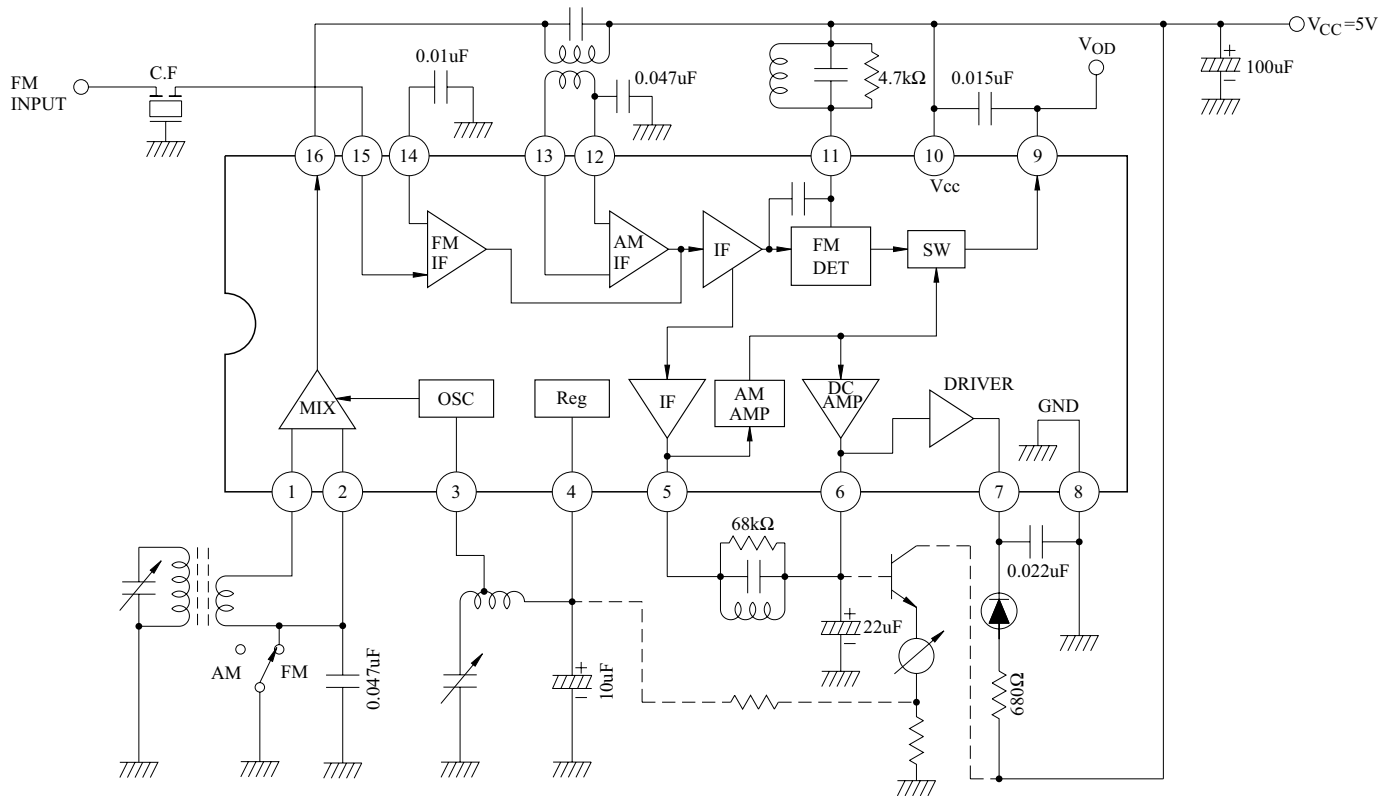 V_CC=5V
V_OD
C.F
0.01uF
0.047uF
4.7kΩ
0.015uF
100uF
FM
INPUT
+
−
16
15
14
13
12
11
10
9
Vcc
FM
IF
AM
IF
IF
FM
DET
SW
MIX
OSC
Reg
IF
AM
AMP
DC
AMP
DRIVER
GND
1
2
3
4
5
6
7
8
68kΩ
0.022uF
+
22uF
−
AM
FM
0.047uF
+
10uF
−
680Ω